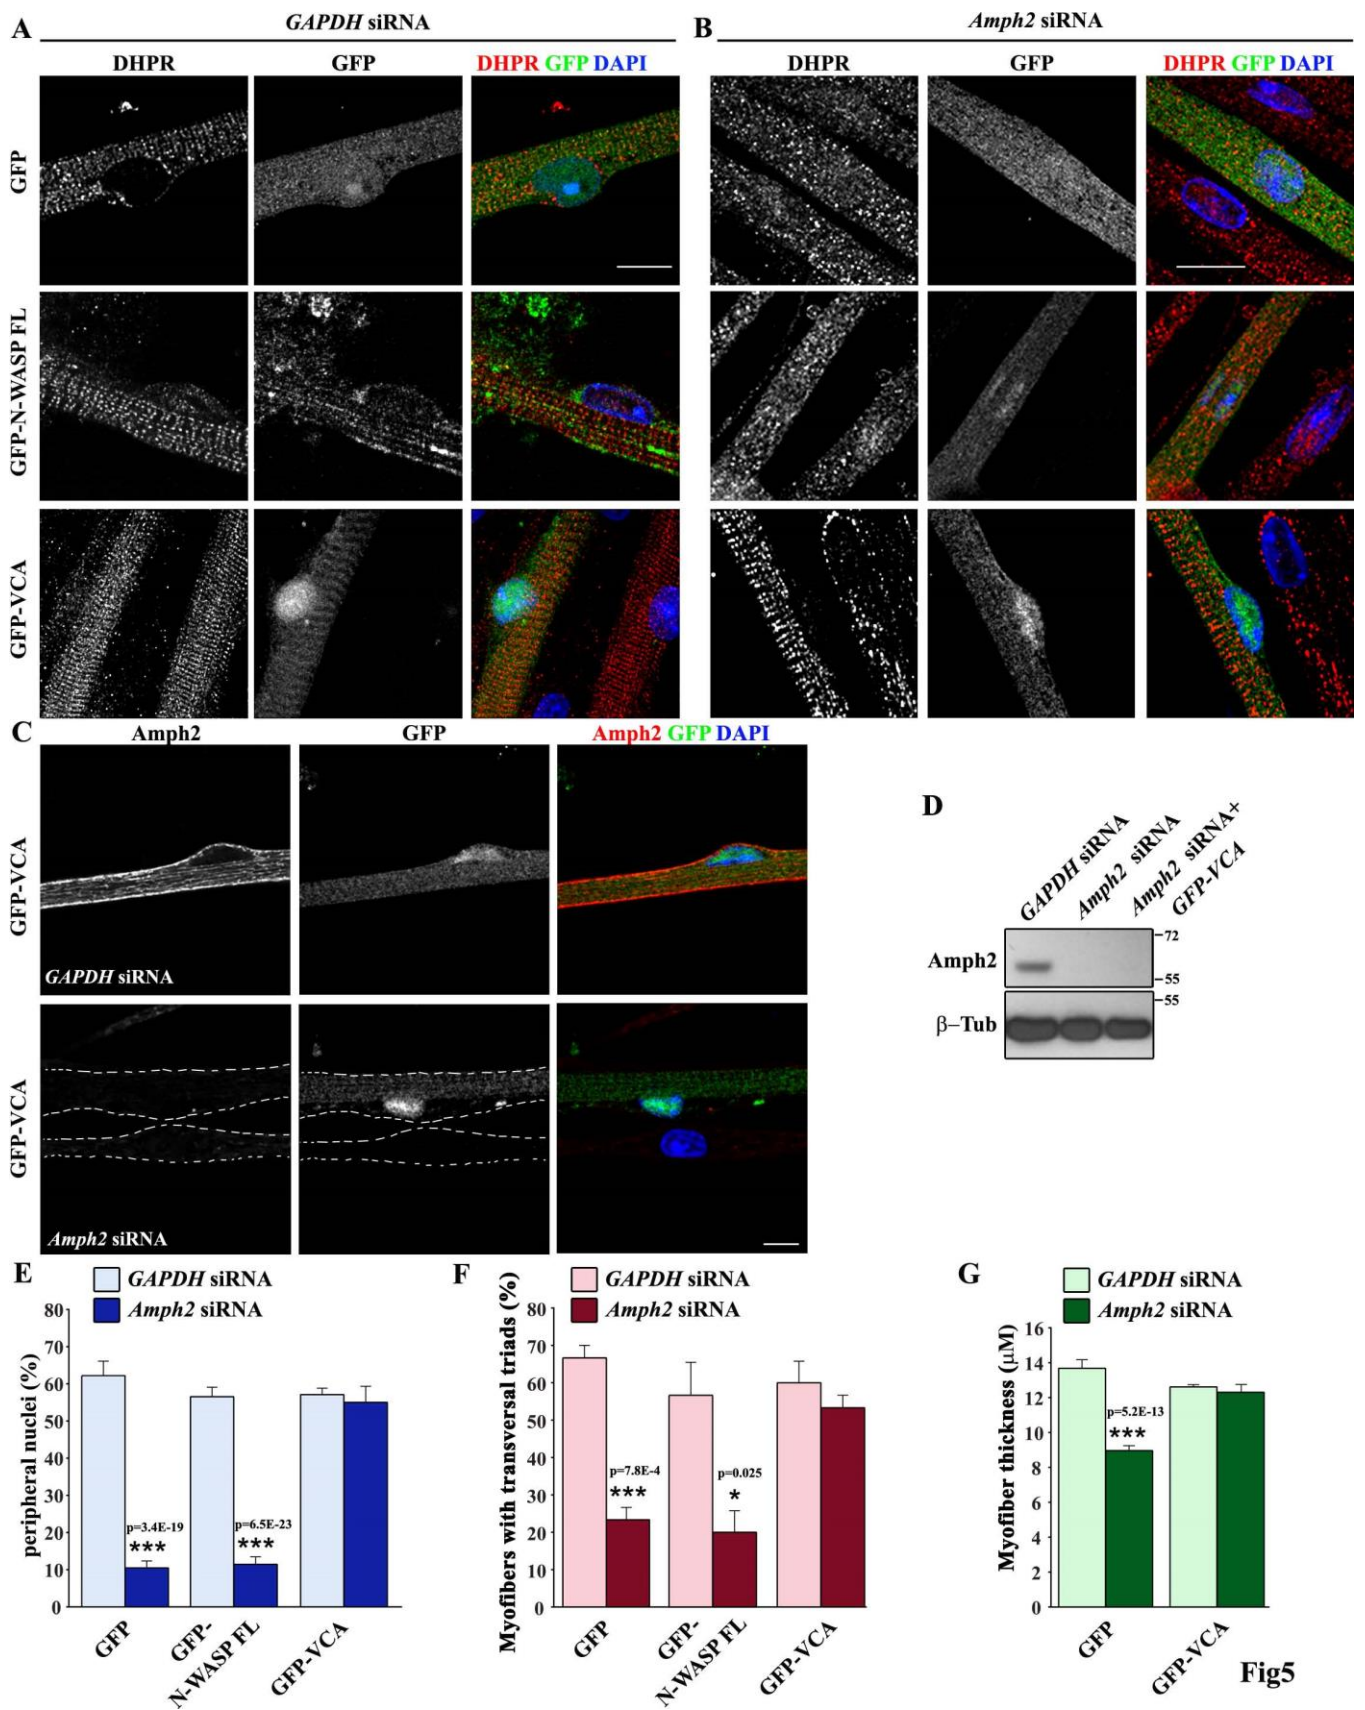 A
GAPDH siRNA
DHPR
GFP
DHPR GFP DAPI
GFP
GFP-N-WASP FL
GFP-VCA
B
Amph2 siRNA
DHPR
GFP
DHPR GFP DAPI
C
Amph2
GFP
Amph2 GFP DAPI
GFP-VCA
GAPDH siRNA
GFP-VCA
Amph2 siRNA
D
GAPDH siRNA
Amph2 siRNA
Amph2 siRNA+
GFP-VCA
Amph2
72
55
β–Tub
55
E
GAPDH siRNA
Amph2 siRNA
peripheral nuclei (%)
80
70
60
50
40
30
20
10
0
p=3.4E-19
***
p=6.5E-23
***
GFP
GFP-
N-WASP FL
GFP-VCA
F
GAPDH siRNA
Amph2 siRNA
Myofibers with transversal triads (%)
80
70
60
50
40
30
20
10
0
p=7.8E-4
***
p=0.025
*
GFP
GFP-
N-WASP FL
GFP-VCA
G
GAPDH siRNA
Amph2 siRNA
Myofiber thickness (μM)
16
14
12
10
8
6
4
2
0
p=5.2E-13
***
GFP
GFP-VCA
Fig5